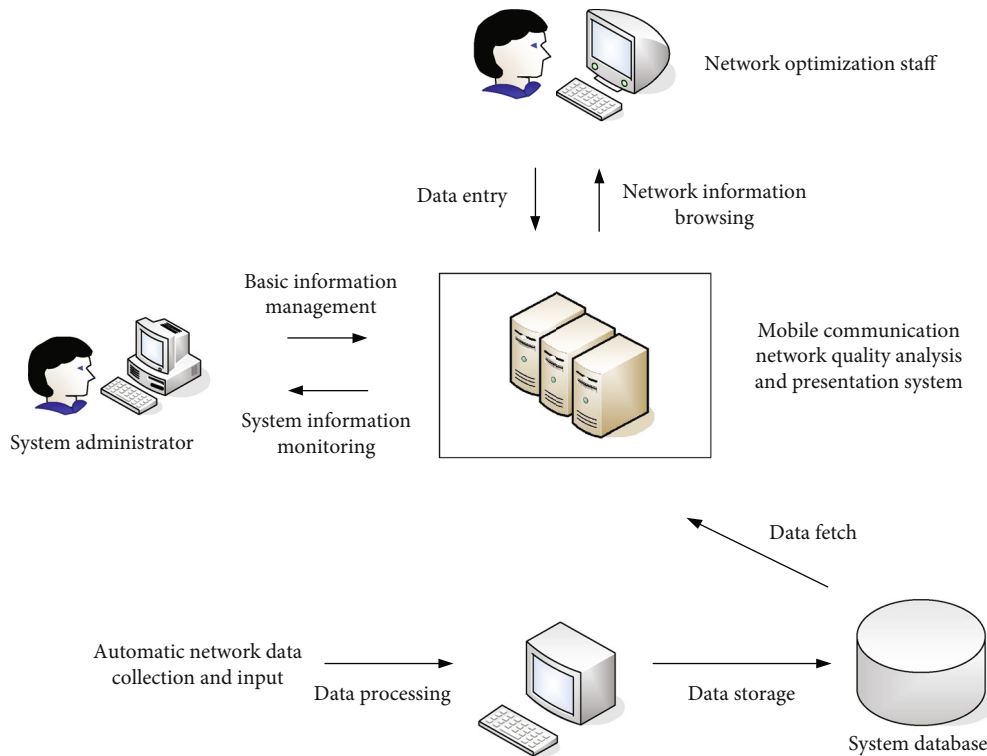 Network optimization staff
Data entry
Network information
browsing
Basic information
management
System information
monitoring
System administrator
Mobile communication
network quality analysis
and presentation system
Data fetch
Automatic network data
collection and input
Data processing
Data storage
System database